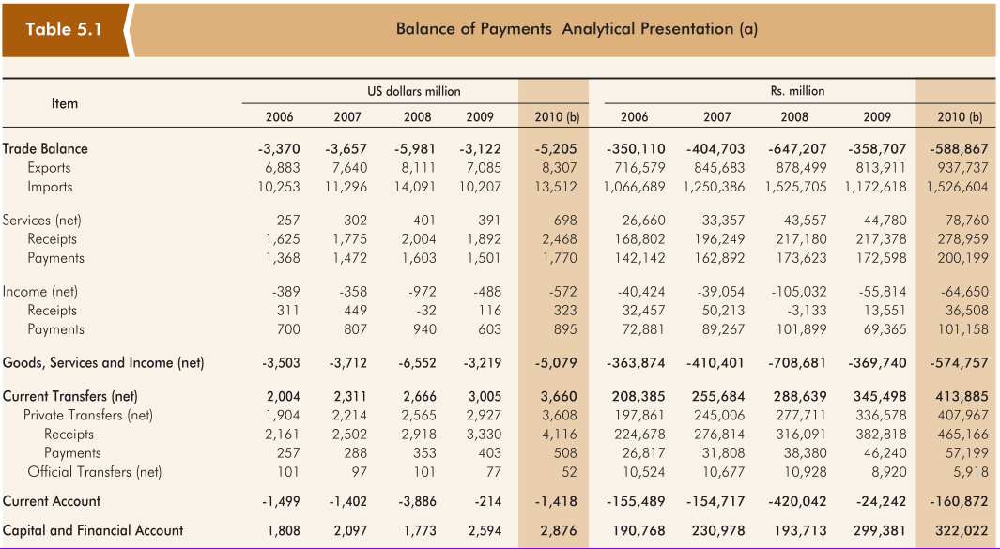 Table 5.1
Balance of Payments Analytical Presentation (a)
Item US dollars million Rs. million
2006 2007 2008 2009 2010 (b) 2006 2007 2008 2009 2010 (b)
Trade Balance -3,370 -3,657 -5,981 -3,122 -5,205 -350,110 -404,703 -647,207 -358,707 -588,867
Exports 6,883 7,640 8,111 7,085 8,307 716,579 845,683 878,499 813,911 937,737
Imports 10,253 11,296 14,091 10,207 13,512 1,066,689 1,250,386 1,525,705 1,172,618 1,526,604
Services (net) 257 302 401 391 698 26,660 33,357 43,557 44,780 78,760
Receipts 1,625 1,775 2,004 1,892 2,468 168,802 196,249 217,180 217,378 278,959
Payments 1,368 1,472 1,603 1,501 1,770 142,142 162,892 173,623 172,598 200,199
Income (net) -389 -358 -972 -488 -572 -40,424 -39,054 -105,032 -55,814 -64,650
Receipts 311 449 -32 116 323 32,457 50,213 -3,133 13,551 36,508
Payments 700 807 940 603 895 72,881 89,267 101,899 69,365 101,158
Goods, Services and Income (net) -3,503 -3,712 -6,552 -3,219 -5,079 -363,874 -410,401 -708,681 -369,740 -574,757
Current Transfers (net) 2,004 2,311 2,666 3,005 3,660 208,385 255,684 288,639 345,498 413,885
Private Transfers (net) 1,904 2,214 2,565 2,927 3,608 197,861 245,006 277,711 336,578 407,967
Receipts 2,161 2,502 2,918 3,330 4,116 224,678 276,814 316,091 382,818 465,166
Payments 257 288 353 403 508 26,817 31,808 38,380 46,240 57,199
Official Transfers (net) 101 97 101 77 52 10,524 10,677 10,928 8,920 5,918
Current Account -1,499 -1,402 -3,886 -214 -1,418 -155,489 -154,717 -420,042 -24,242 -160,872
Capital and Financial Account 1,808 2,097 1,773 2,594 2,876 190,768 230,978 193,713 299,381 322,022